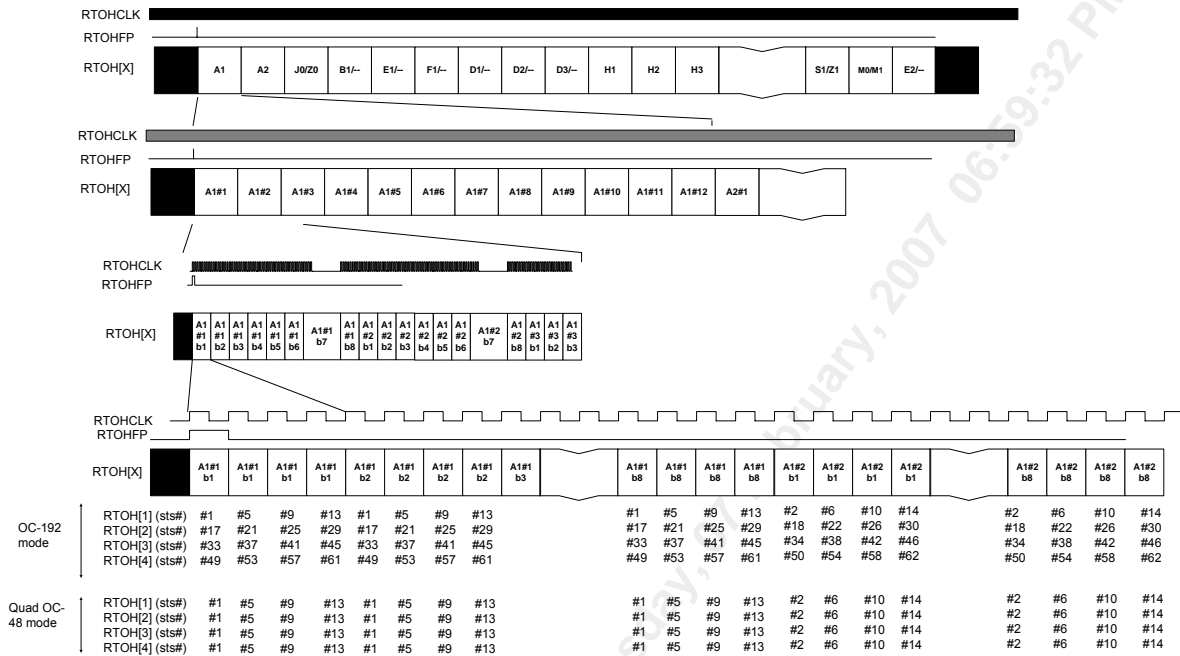 RTOHCLK
RTOHFP
RTOH[X] A1 A2 J0/Z0 B1/-- E1/-- F1/-- D1/-- D2/-- D3/-- H1 H2 H3 S1/Z1 M0/M1 E2/--
RTOHCLK
RTOHFP
RTOH[X] A1#1 A1#2 A1#3 A1#4 A1#5 A1#6 A1#7 A1#8 A1#9 A1#10 A1#11 A1#12 A2#1
RTOHCLK
RTOHFP
RTOH[X]
A1 A1 A1 A1 A1 A1 A1#1 A1 A1 A1 A1 A1 A1 A1 A1#2 A1 A1 A1 A1
#1 #1 #1 #1 #1 #1 #1 #2 #2 #2 #2 #2 #2 #2 #3 #3 #3
b1 b2 b3 b4 b5 b6 b7 b8 b1 b2 b3 b4 b5 b6 b7 b8 b1 b2 b3
RTOHCLK
RTOHFP
RTOH[X]
A1#1 A1#1 A1#1 A1#1 A1#1 A1#1 A1#1 A1#1 A1#1 A1#1 A1#1 A1#1 A1#1 A1#2 A1#2 A1#2 A1#2 A1#2 A1#2 A1#2 A1#2
b1 b1 b1 b1 b2 b2 b2 b2 b3 b8 b8 b8 b8 b1 b1 b1 b1 b8 b8 b8 b8
OC-192
mode
RTOH[1] (sts#) #1 #5 #9 #13 #1 #5 #9 #13 #1 #5 #9 #13 #2 #6 #10 #14 #2 #6 #10 #14
RTOH[2] (sts#) #17 #21 #25 #29 #17 #21 #25 #29 #17 #21 #25 #29 #18 #22 #26 #30 #18 #22 #26 #30
RTOH[3] (sts#) #33 #37 #41 #45 #33 #37 #41 #45 #33 #37 #41 #45 #34 #38 #42 #46 #34 #38 #42 #46
RTOH[4] (sts#) #49 #53 #57 #61 #49 #53 #57 #61 #49 #53 #57 #61 #50 #54 #58 #62 #50 #54 #58 #62
Quad OC-
48 mode
RTOH[1] (sts#) #1 #5 #9 #13 #1 #5 #9 #13 #1 #5 #9 #13 #2 #6 #10 #14 #2 #6 #10 #14
RTOH[2] (sts#) #1 #5 #9 #13 #1 #5 #9 #13 #1 #5 #9 #13 #2 #6 #10 #14 #2 #6 #10 #14
RTOH[3] (sts#) #1 #5 #9 #13 #1 #5 #9 #13 #1 #5 #9 #13 #2 #6 #10 #14 #2 #6 #10 #14
RTOH[4] (sts#) #1 #5 #9 #13 #1 #5 #9 #13 #1 #5 #9 #13 #2 #6 #10 #14 #2 #6 #10 #14
bruary, 2007 06:59:32 PM